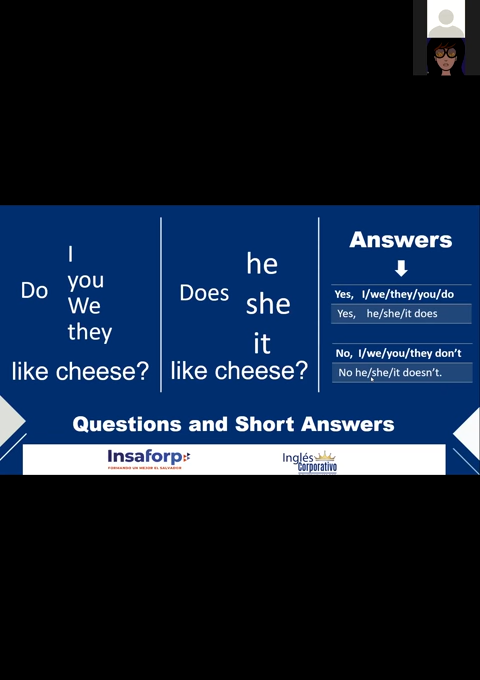 Do
I
you
We
they
like cheese?
Does
he
she
it
like cheese?
Answers
Yes, I/we/they/you/do
Yes, he/she/it does
No, I/we/you/they don't
No he/she/it doesn't.
Questions and Short Answers
Insaforp
FORMANDO UN MEJOR EL SALVADOR
Inglés
Corporativo